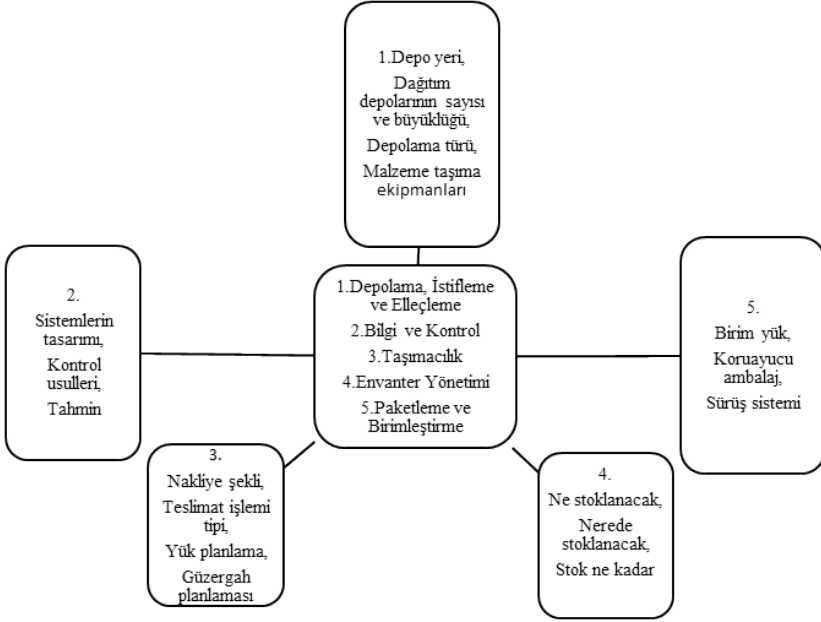 1.Depo yeri,
Dağıtım
depolarının sayısı
ve büyüklüğü,
Depolama türü,
Malzeme taşıma
ekipmanları
1.Depolama, İstifleme
ve Elleçleme
2.Bilgi ve Kontrol
3.Taşımacılık
4.Envanter Yönetimi
5.Paketleme ve
Birimleştirme
2.
Sistemlerin
tasarımı,
Kontrol
usulleri,
Tahmin
5.
Birim yük,
Koruayucu
ambalaj,
Sürüş sistemi
3.
Nakliye şekli,
Teslimat işlemi
tipi,
Yük planlama,
Güzergah
planlaması
4.
Ne stoklanacak,
Nerede
stoklanacak,
Stok ne kadar